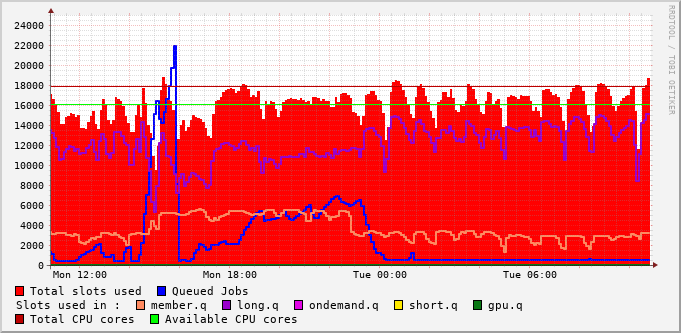 24000
22000
20000
18000
16000
14000
12000
10000
8000
6000
4000
2000
0
Mon 12:00 Mon 18:00 Tue 00:00 Tue 06:00
RRDTOOL / TOBI OETIKER
Total slots used Queued Jobs
Slots used in : member.q long.q ondemand.q short.q gpu.q
Total CPU cores Available CPU cores